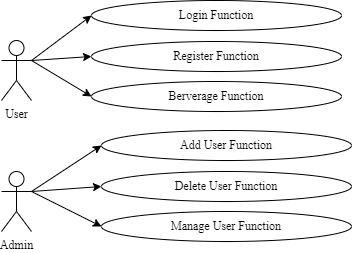 Login Function
Register Function
Berverage Function
User
Add User Function
Delete User Function
Manage User Function
Admin